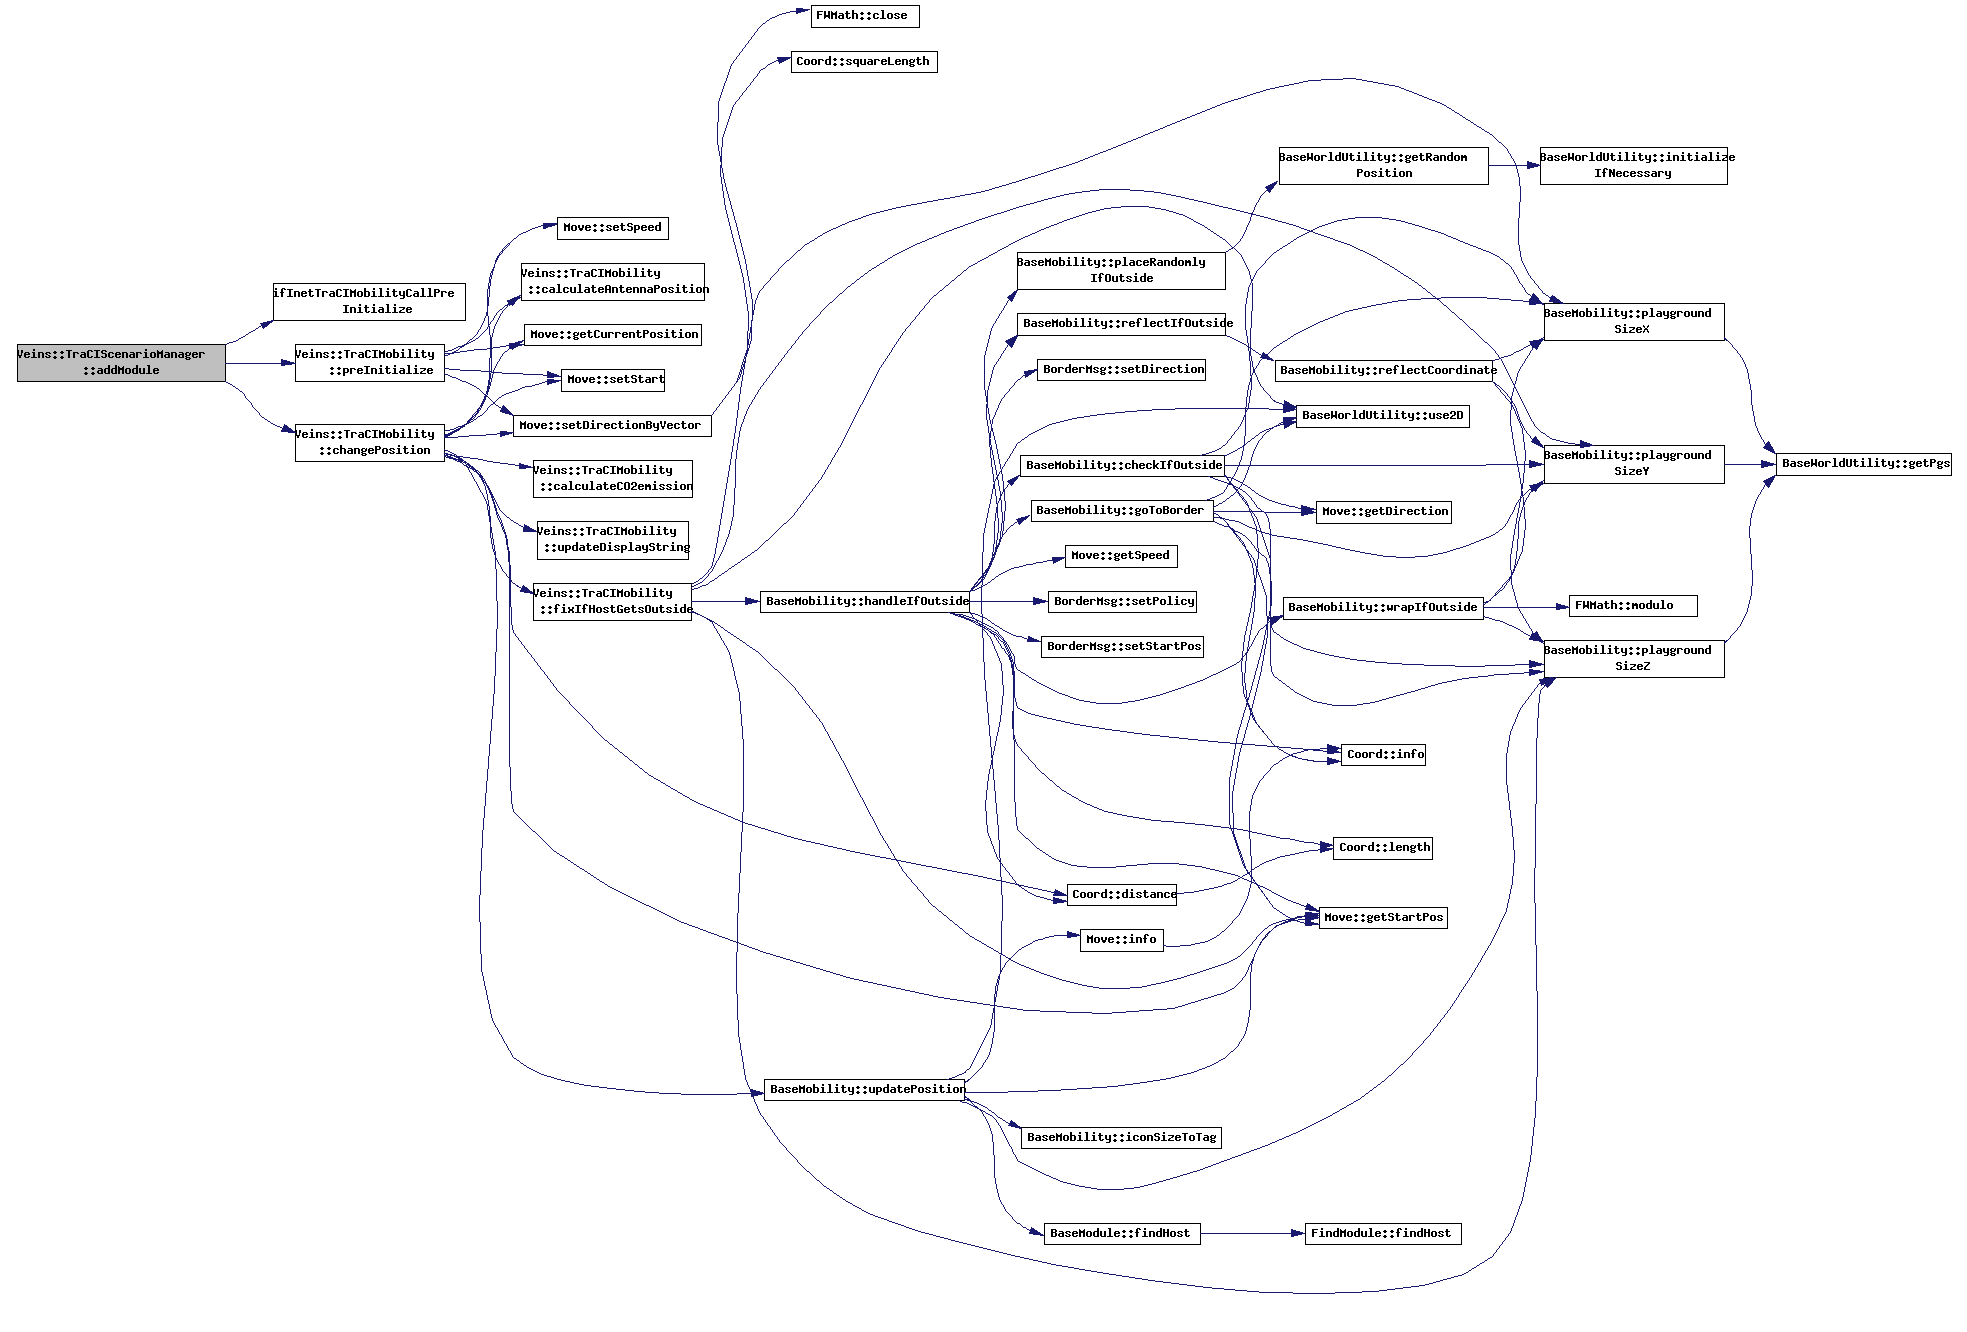 FWMath::close
Coord::squareLength
BaseWorldUtility::getRandom
Position
BaseWorldUtility::initialize
IfNecessary
Move::setSpeed
Veins::TraCIMobility
::calculateAntennaPosition
BaseMobility::placeRandomly
IfOutside
ifInetTraCIMobilityCallPre
Initialize
BaseMobility::reflectIfOutside
BaseMobility::playground
SizeX
Move::getCurrentPosition
Veins::TraCIScenarioManager
::addModule
Veins::TraCIMobility
::preInitialize
Move::setStart
BorderMsg::setDirection
BaseMobility::reflectCoordinate
Move::setDirectionByVector
BaseWorldUtility::use2D
Veins::TraCIMobility
::changePosition
Veins::TraCIMobility
::calculateCO2emission
BaseMobility::checkIfOutside
BaseMobility::playground
SizeY
BaseWorldUtility::getPgs
BaseMobility::goToBorder
Move::getDirection
Veins::TraCIMobility
::updateDisplayString
Move::getSpeed
Veins::TraCIMobility
::fixIfHostGetsOutside
BaseMobility::handleIfOutside
BorderMsg::setPolicy
BaseMobility::wrapIfOutside
FWMath::modulo
BorderMsg::setStartPos
BaseMobility::playground
SizeZ
Coord::info
Coord::length
Coord::distance
Move::getStartPos
Move::info
BaseMobility::updatePosition
BaseMobility::iconSizeToTag
BaseModule::findHost
FindModule::findHost